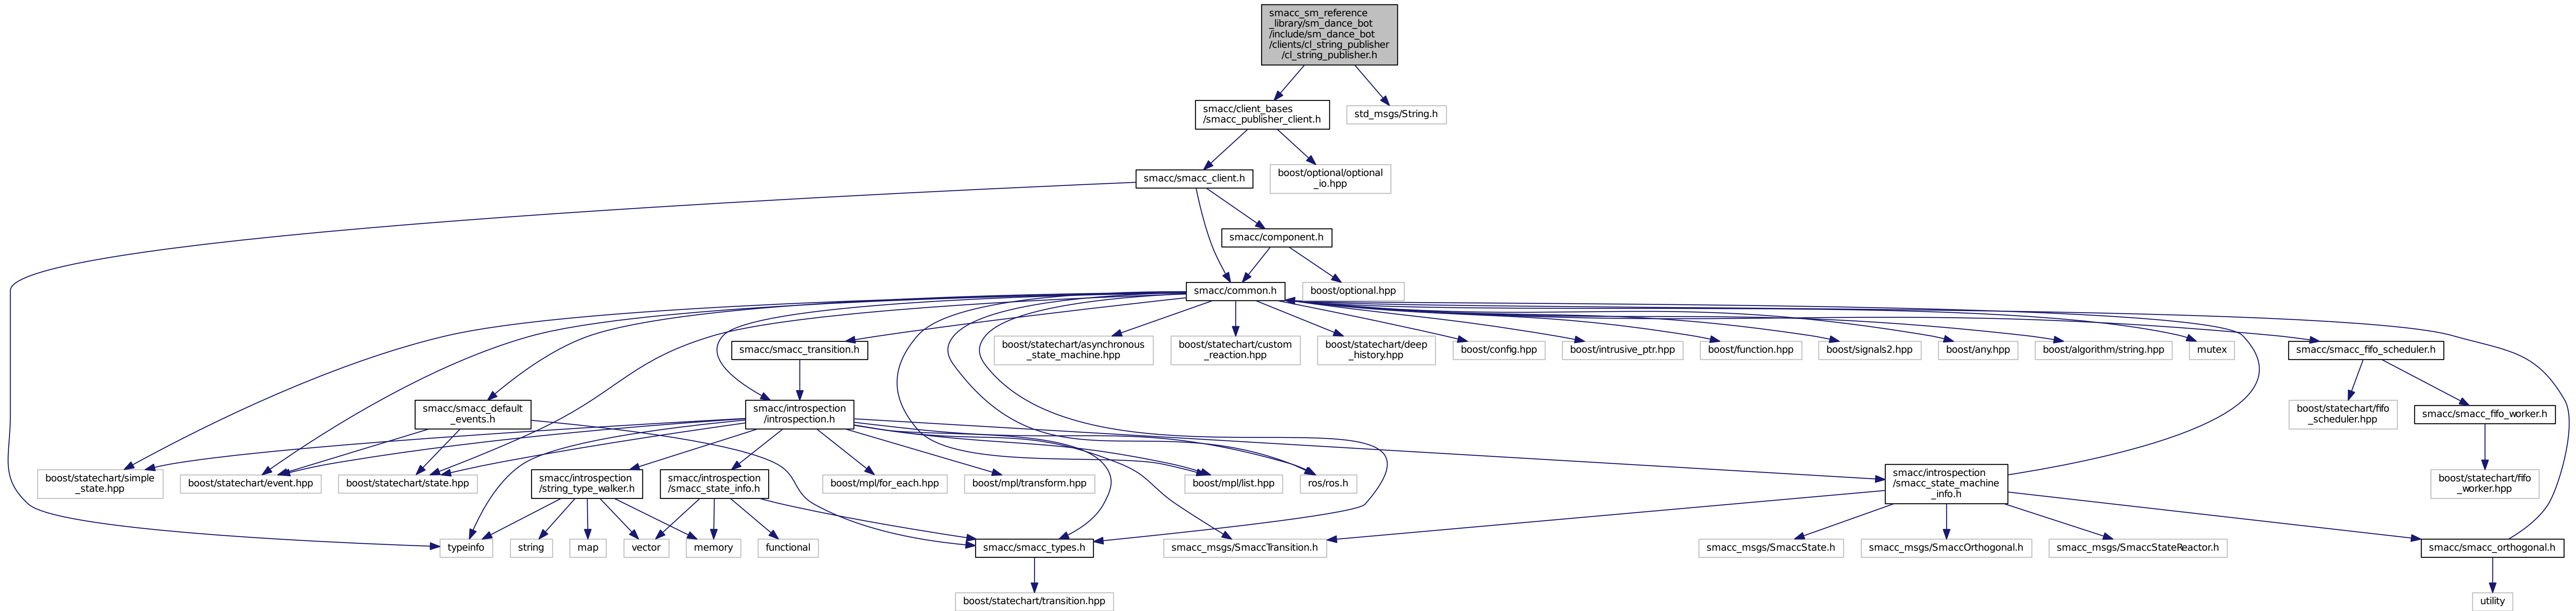 smacc_sm_reference
_library/sm_dance_bot
/include/sm_dance_bot
/clients/cl_string_publisher
/cl_string_publisher.h
smacc/client_bases
/smacc_publisher_client.h
std_msgs/String.h
smacc/smacc_client.h
boost/optional/optional
_io.hpp
smacc/component.h
smacc/common.h
boost/optional.hpp
smacc/smacc_transition.h
boost/statechart/asynchronous
_state_machine.hpp
boost/statechart/custom
_reaction.hpp
boost/statechart/deep
_history.hpp
boost/config.hpp
boost/intrusive_ptr.hpp
boost/function.hpp
boost/signals2.hpp
boost/any.hpp
boost/algorithm/string.hpp
mutex
smacc/smacc_fifo_scheduler.h
smacc/smacc_default
_events.h
smacc/introspection
/introspection.h
boost/statechart/fifo
_scheduler.hpp
smacc/smacc_fifo_worker.h
boost/statechart/simple
_state.hpp
boost/statechart/event.hpp
boost/statechart/state.hpp
smacc/introspection
/string_type_walker.h
smacc/introspection
/smacc_state_info.h
boost/mpl/for_each.hpp
boost/mpl/transform.hpp
boost/mpl/list.hpp
ros/ros.h
smacc/introspection
/smacc_state_machine
_info.h
boost/statechart/fifo
_worker.hpp
typeinfo
string
map
vector
memory
functional
smacc/smacc_types.h
smacc_msgs/SmaccTransition.h
smacc_msgs/SmaccState.h
smacc_msgs/SmaccOrthogonal.h
smacc_msgs/SmaccStateReactor.h
smacc/smacc_orthogonal.h
boost/statechart/transition.hpp
utility